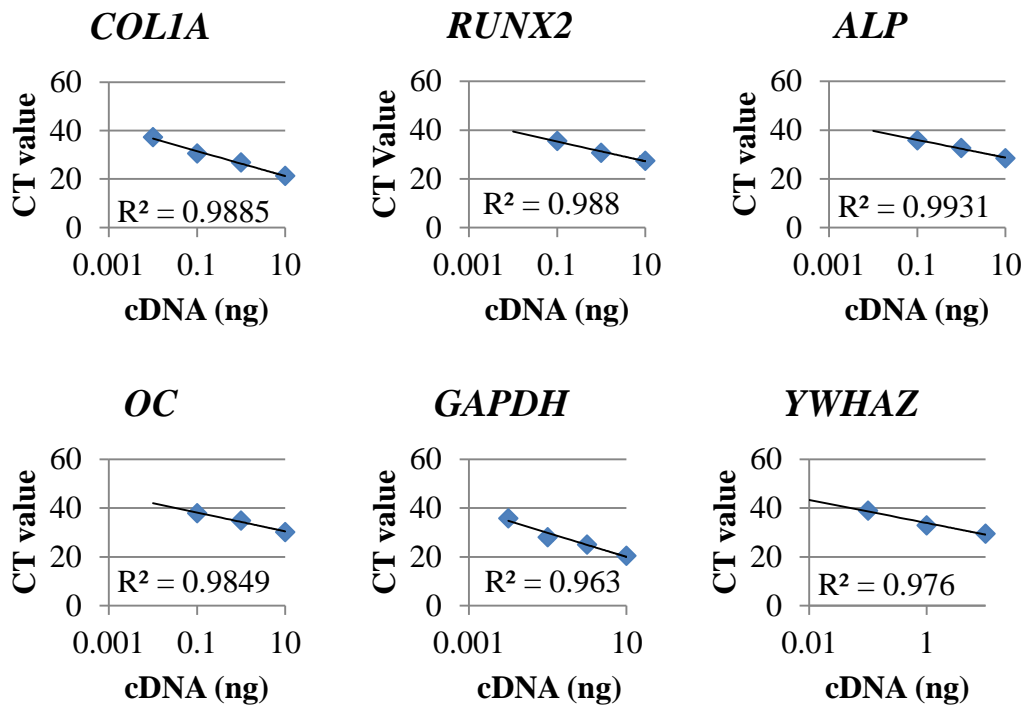 COL1A
60
40
20
0
CT value
R² = 0.9885
0.001 0.1 10
cDNA (ng)
RUNX2
60
40
20
0
CT Value
R² = 0.988
0.001 0.1 10
cDNA (ng)
ALP
60
40
20
0
CT value
R² = 0.9931
0.001 0.1 10
cDNA (ng)
OC
60
40
20
0
CT value
R² = 0.9849
0.001 0.1 10
cDNA (ng)
GAPDH
60
40
20
0
CT value
R² = 0.963
0.001 10
cDNA (ng)
YWHAZ
60
40
20
0
CT value
R² = 0.976
0.01 1
cDNA (ng)